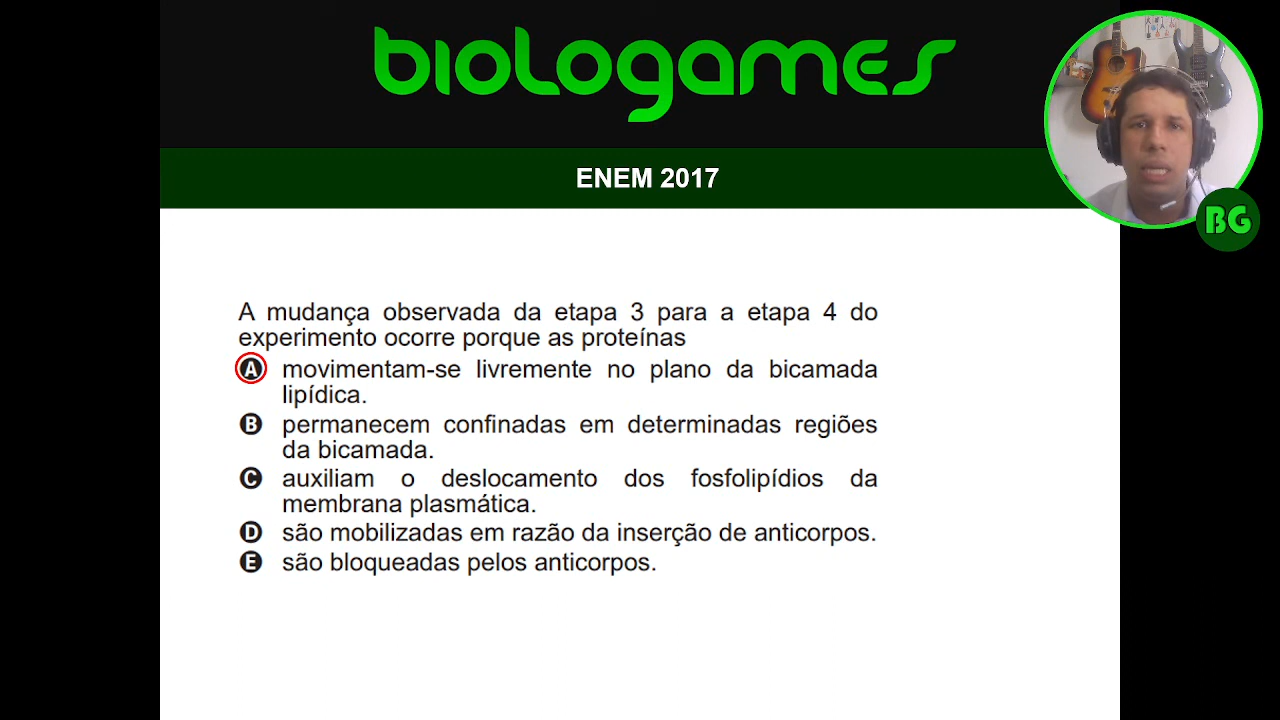 BIOLOGAMES
BG
ENEM 2017
A mudança observada da etapa 3 para a etapa 4 do
experimento ocorre porque as proteínas
A movimentam-se livremente no plano da bicamada
lipídica.
B permanecem confinadas em determinadas regiões
da bicamada.
C auxiliam o deslocamento dos fosfolipídios da
membrana plasmática.
D são mobilizadas em razão da inserção de anticorpos.
E são bloqueadas pelos anticorpos.